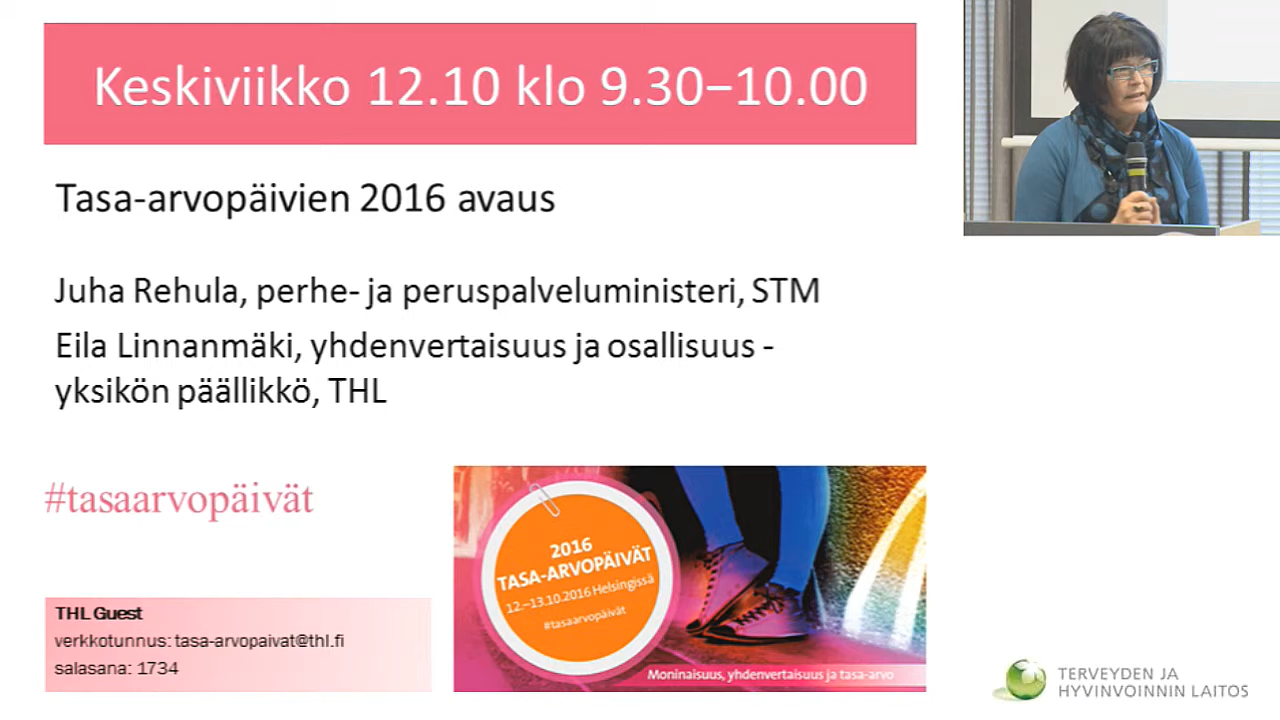 Keskiviikko 12.10 klo 9.30–10.00
Tasa-arvopäivien 2016 avaus
Juha Rehula, perhe- ja peruspalveluministeri, STM
Eila Linnanmäki, yhdenvertaisuus ja osallisuus -
yksikön päällikkö, THL
#tasaarvopäivät
2016
TASA-ARVOPÄIVÄT
12.–13.10.2016 Helsingissä
#tasaarvopäivät
Moninaisuus, yhdenvertaisuus ja tasa-arvo
THL Guest
verkkotunnus: tasa-arvopaivat@thl.fi
salasana: 1734
TERVEYDEN JA
HYVINVOINNIN LAITOS